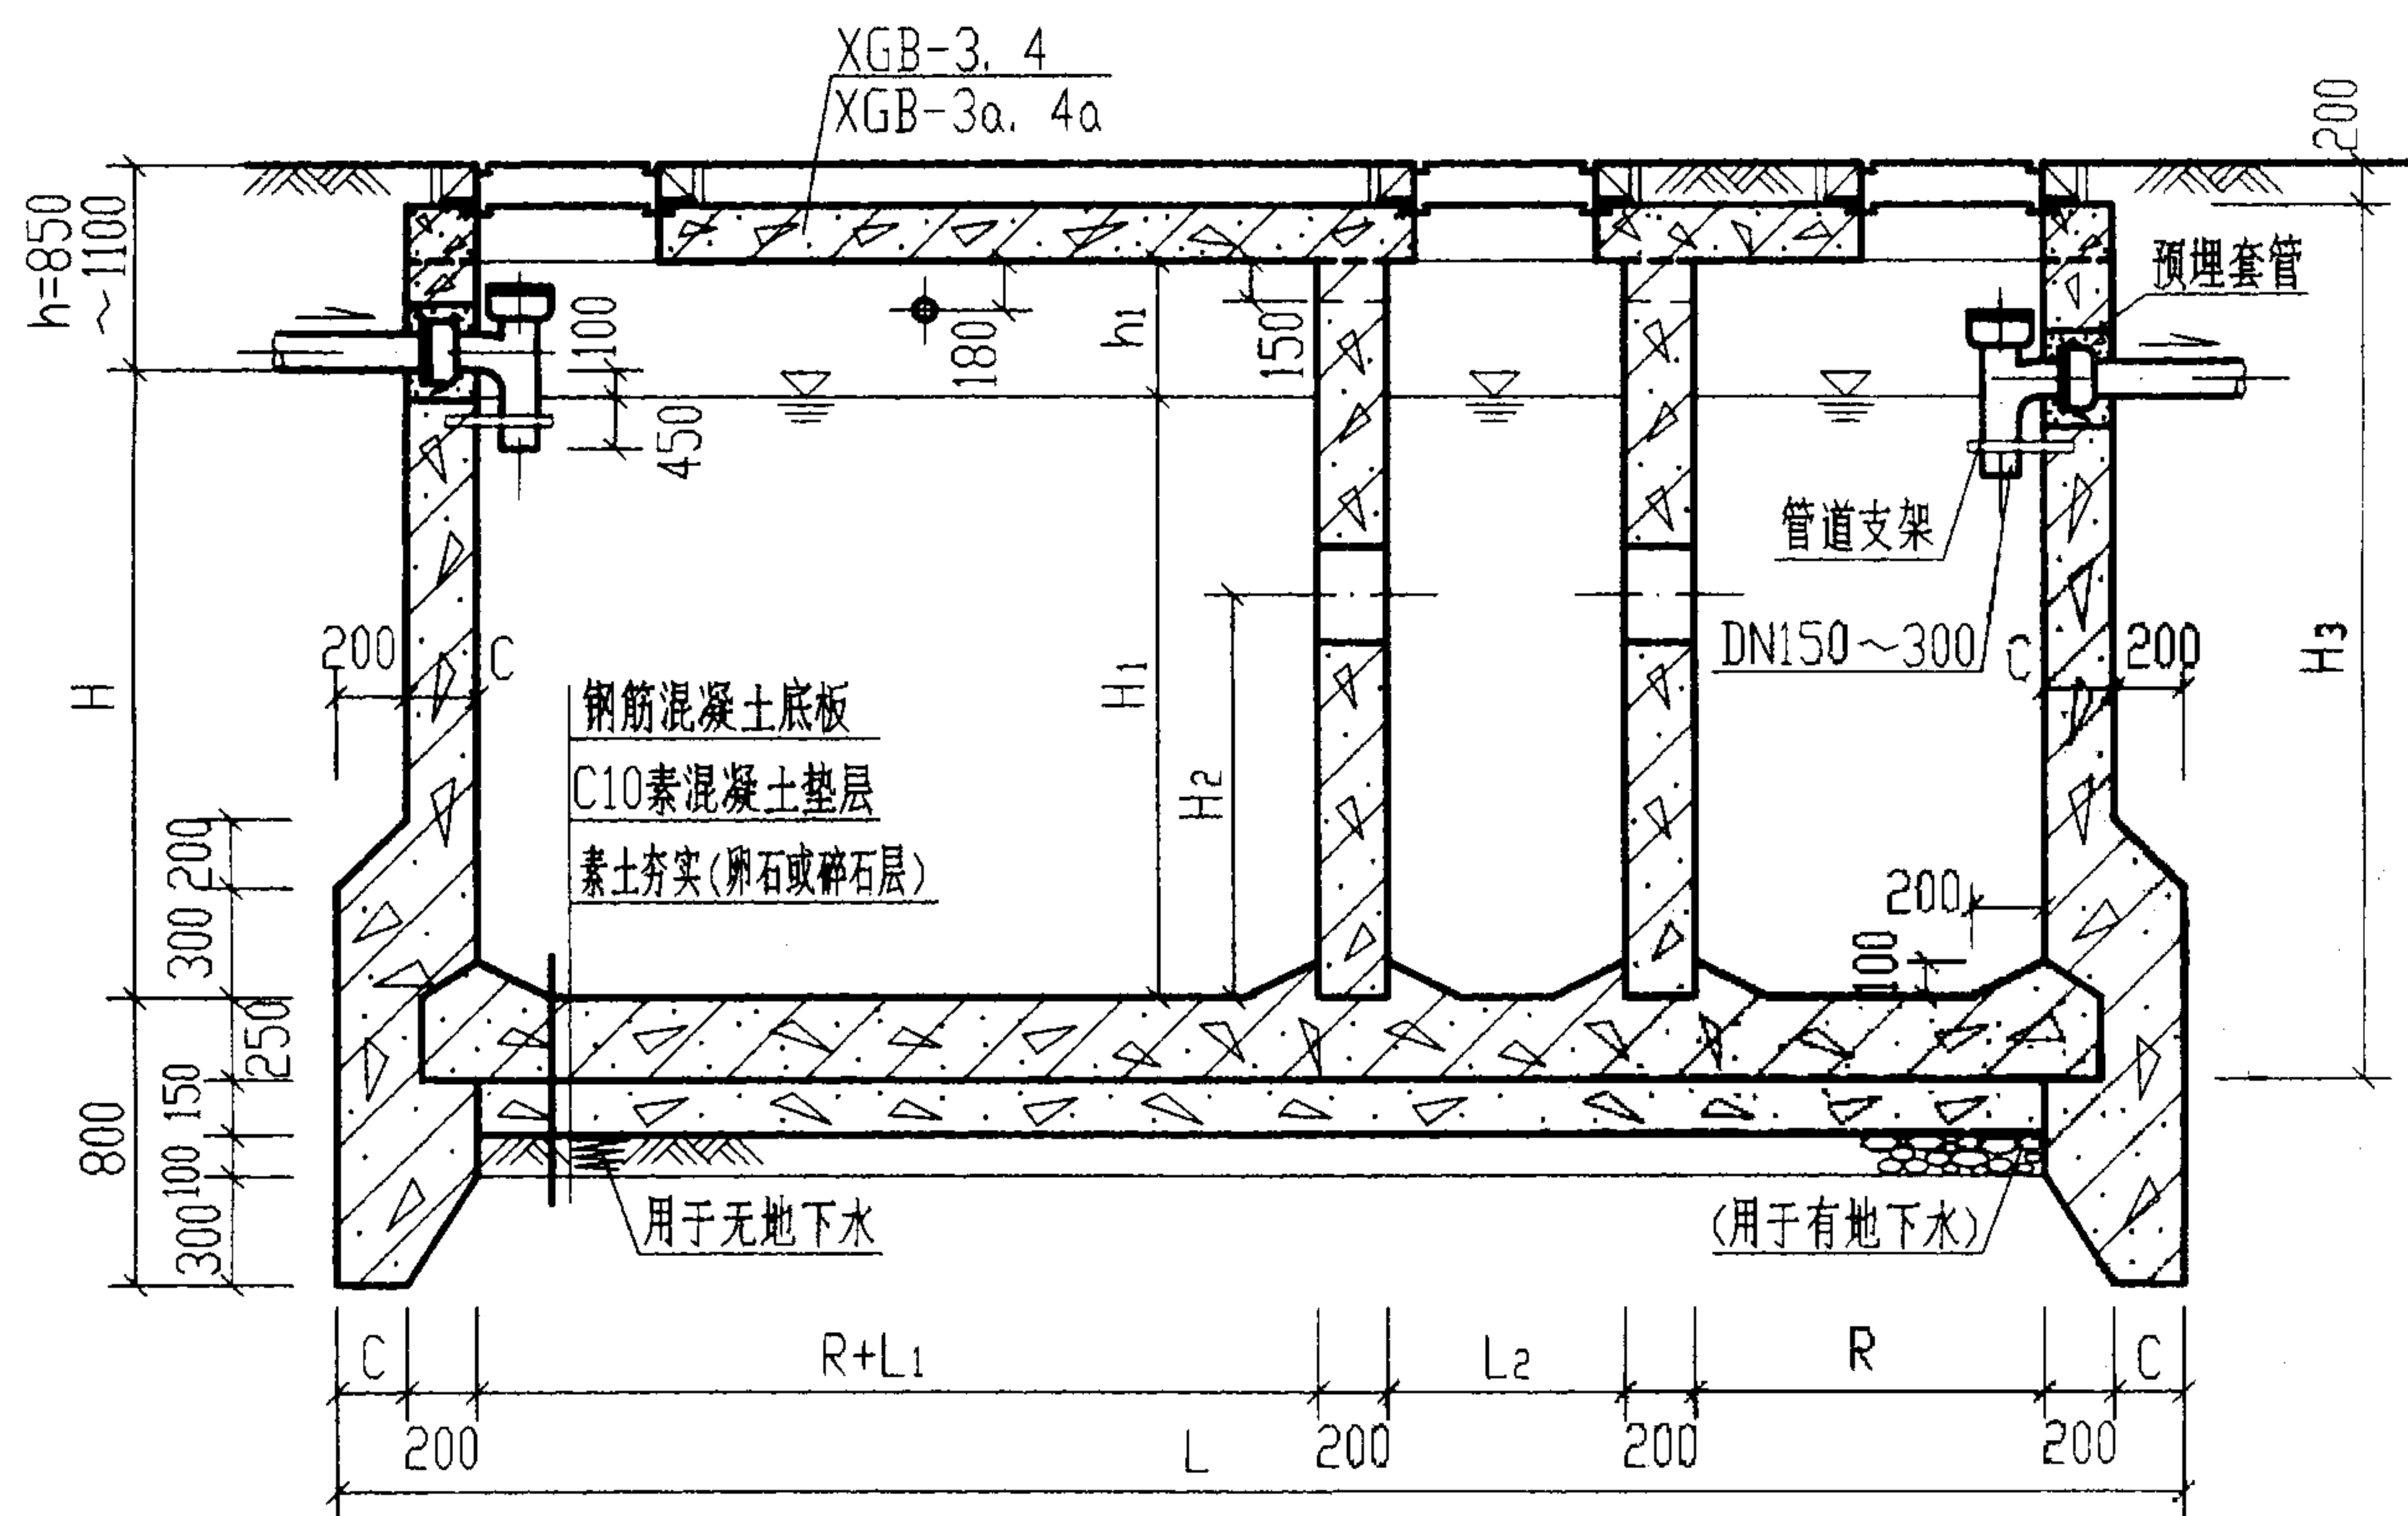 XGB-3. 4
XGB-3a. 4a
200
h=850
~1100
预埋套管
100
180
h1
150
450
管道支架
DN150~300
200
C
C
200
H
H1
H2
H3
钢筋混凝土底板
C10素混凝土垫层
素土夯实(卵石或碎石层)
200
300
200
100
250
150
100
300
800
用于无地下水
(用于有地下水)
C
R+L1
L2
R
C
200
200
200
200
L